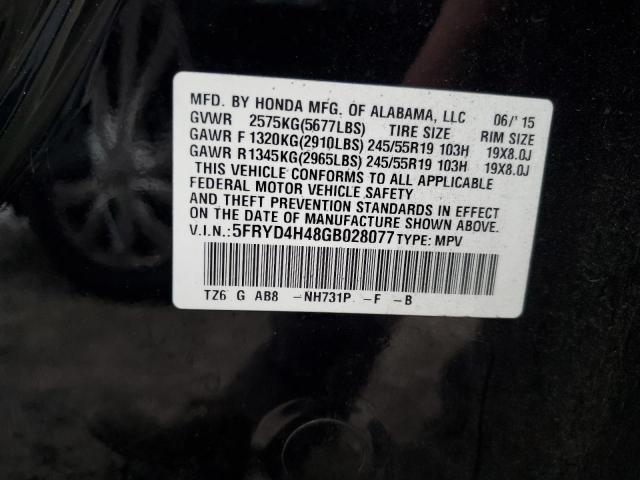 MFD. BY HONDA MFG. OF ALABAMA, LLC 06/'15
GVWR 2575KG(5677LBS) TIRE SIZE RIM SIZE
GAWR F 1320KG(2910LBS) 245/55R19 103H 19X8.0J
GAWR R1345KG(2965LBS) 245/55R19 103H 19X8.0J
THIS VEHICLE CONFORMS TO ALL APPLICABLE
FEDERAL MOTOR VEHICLE SAFETY
AND THEFT PREVENTION STANDARDS IN EFFECT
ON THE DATE OF MANUFACTURE SHOWN ABOVE.
V.I.N.:5FRYD4H48GB028077 TYPE: MPV
TZ6 G AB8 -NH731P -F -B